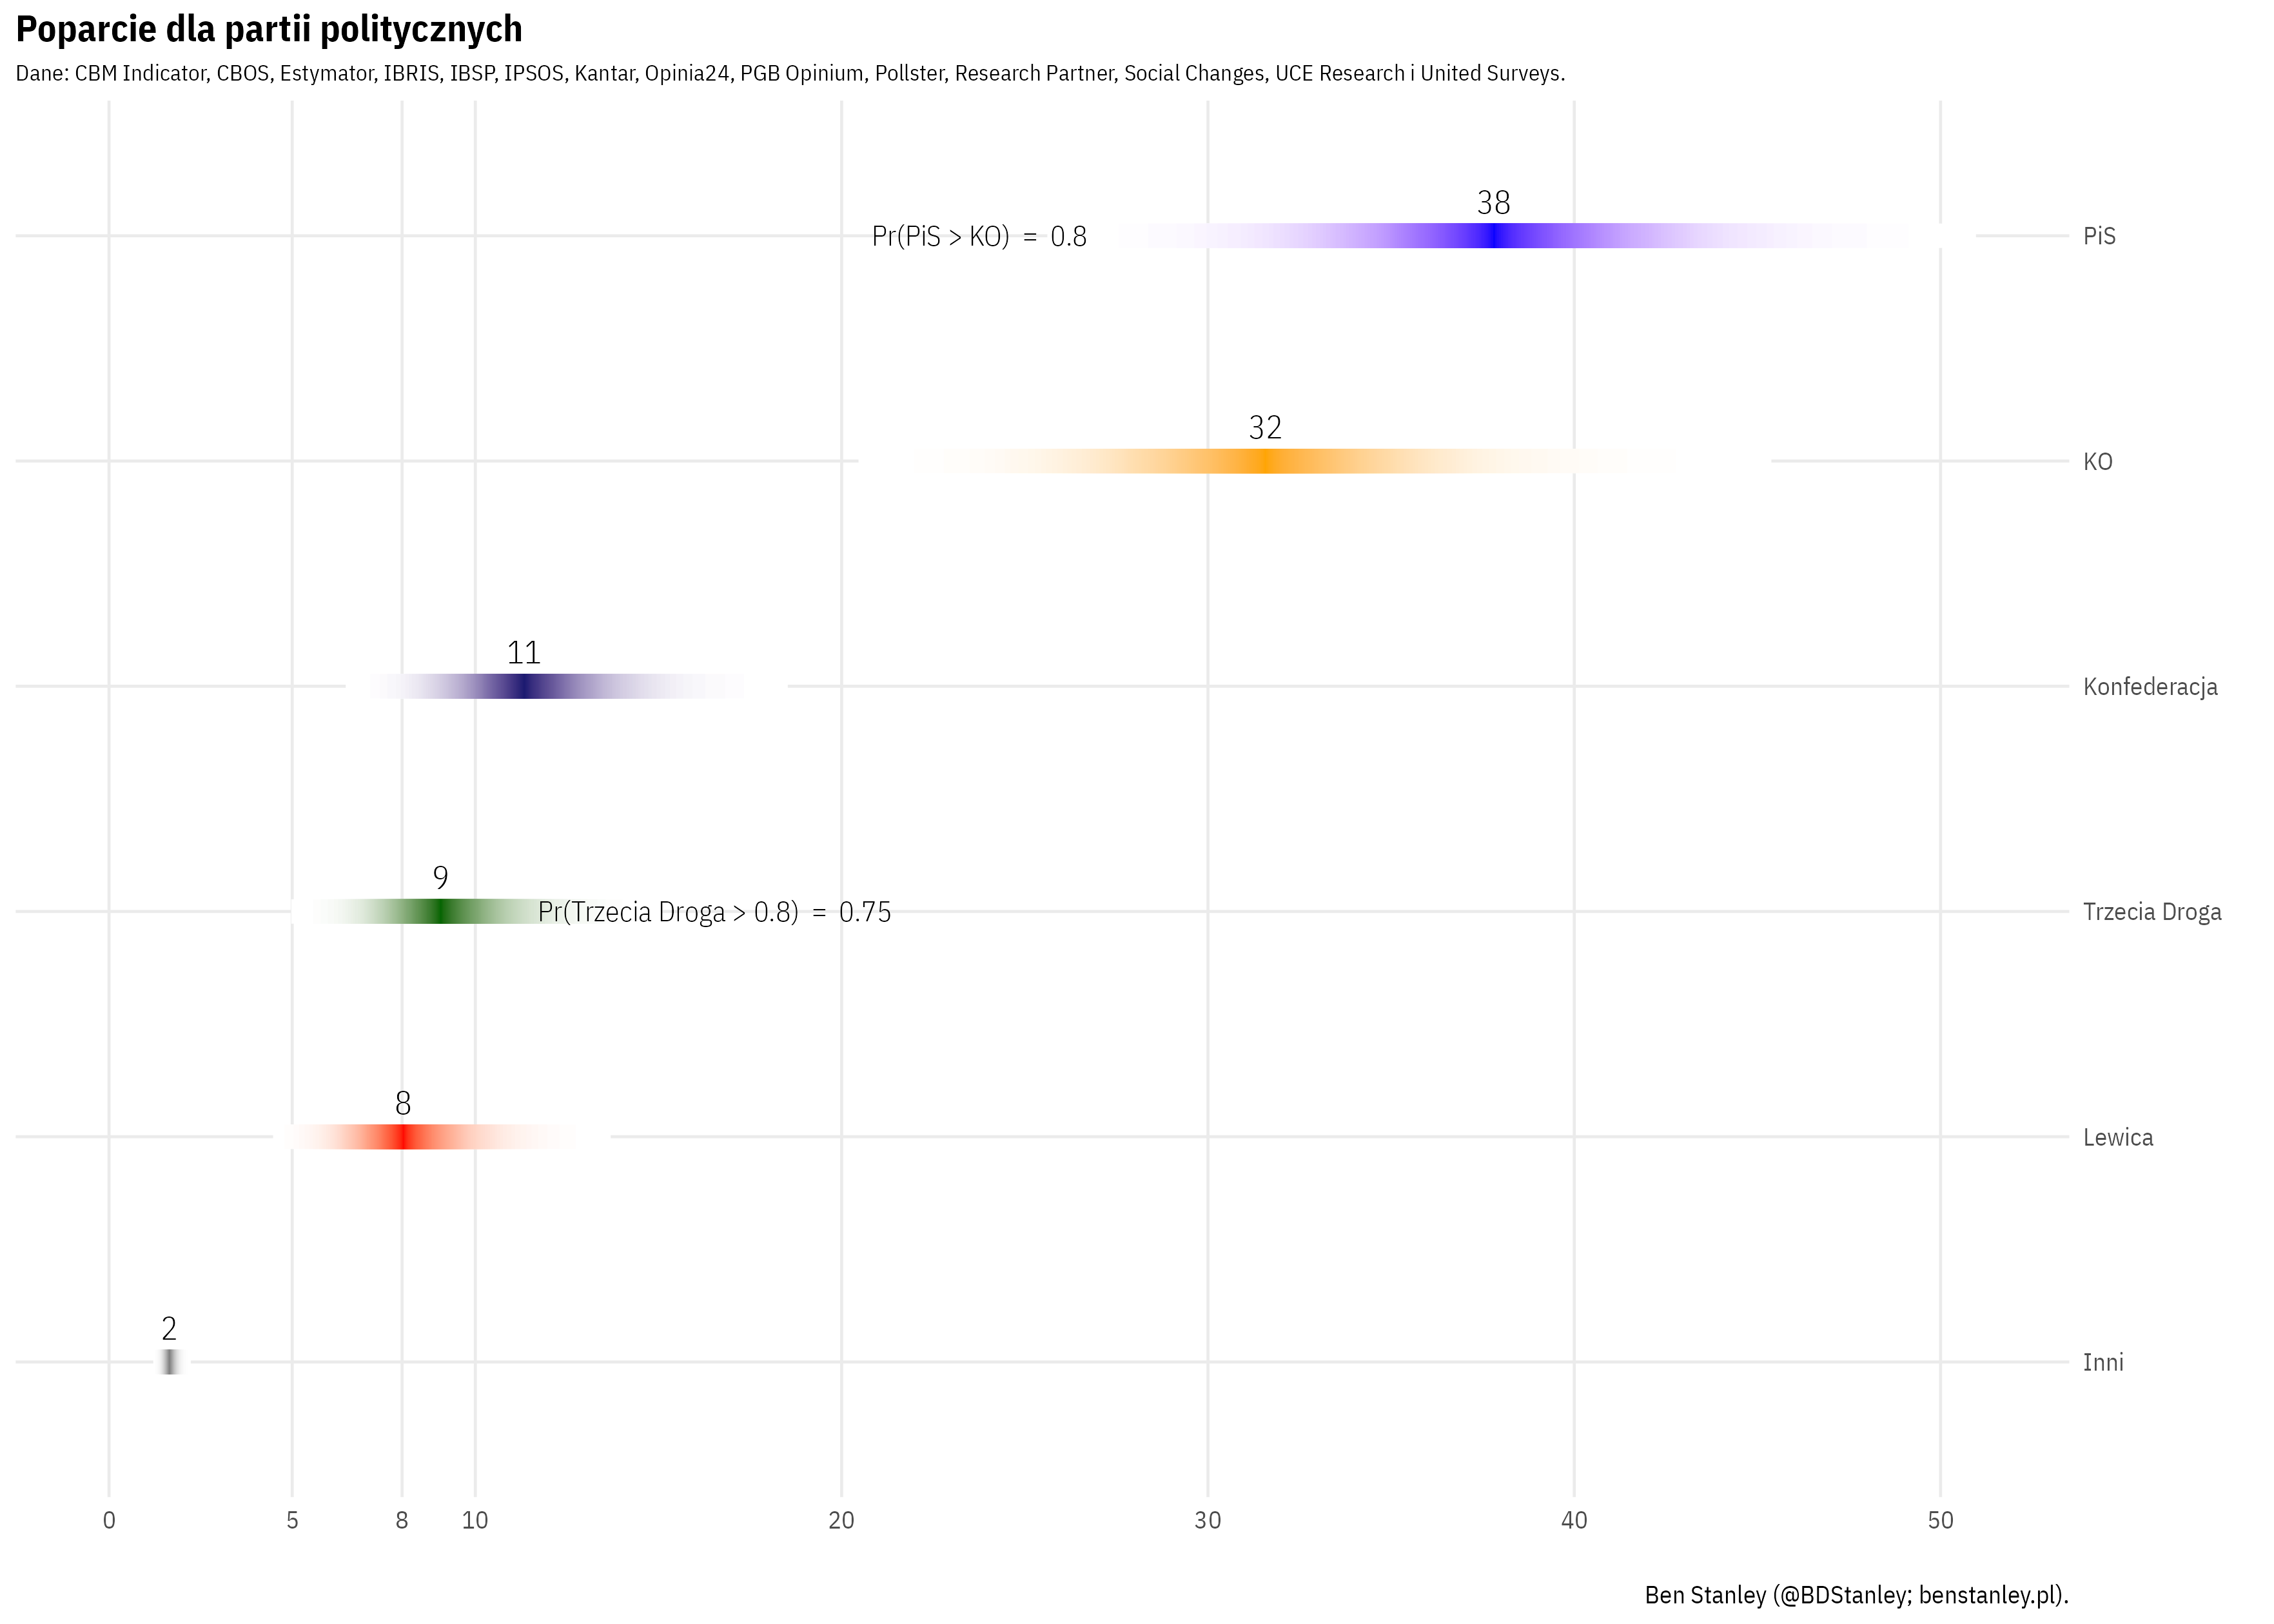 Poparcie dla partii politycznych
Dane: CBM Indicator, CBOS, Estymator, IBRIS, IBSP, IPSOS, Kantar, Opinia24, PGB Opinium, Pollster, Research Partner, Social Changes, UCE Research i United Surveys.
38
Pr(PiS > KO) = 0.8
PiS
32
KO
11
Konfederacja
9
Pr(Trzecia Droga > 0.8) = 0.75
Trzecia Droga
8
Lewica
2
Inni
0 5 8 10 20 30 40 50
Ben Stanley (@BDStanley; benstanley.pl).